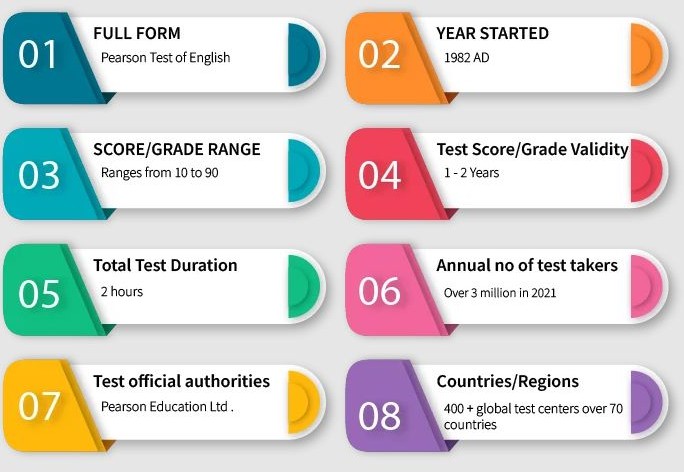 01
FULL FORM
Pearson Test of English
02
YEAR STARTED
1982 AD
03
SCORE/GRADE RANGE
Ranges from 10 to 90
04
Test Score/Grade Validity
1 - 2 Years
05
Total Test Duration
2 hours
06
Annual no of test takers
Over 3 million in 2021
07
Test official authorities
Pearson Education Ltd .
08
Countries/Regions
400 + global test centers over 70
countries